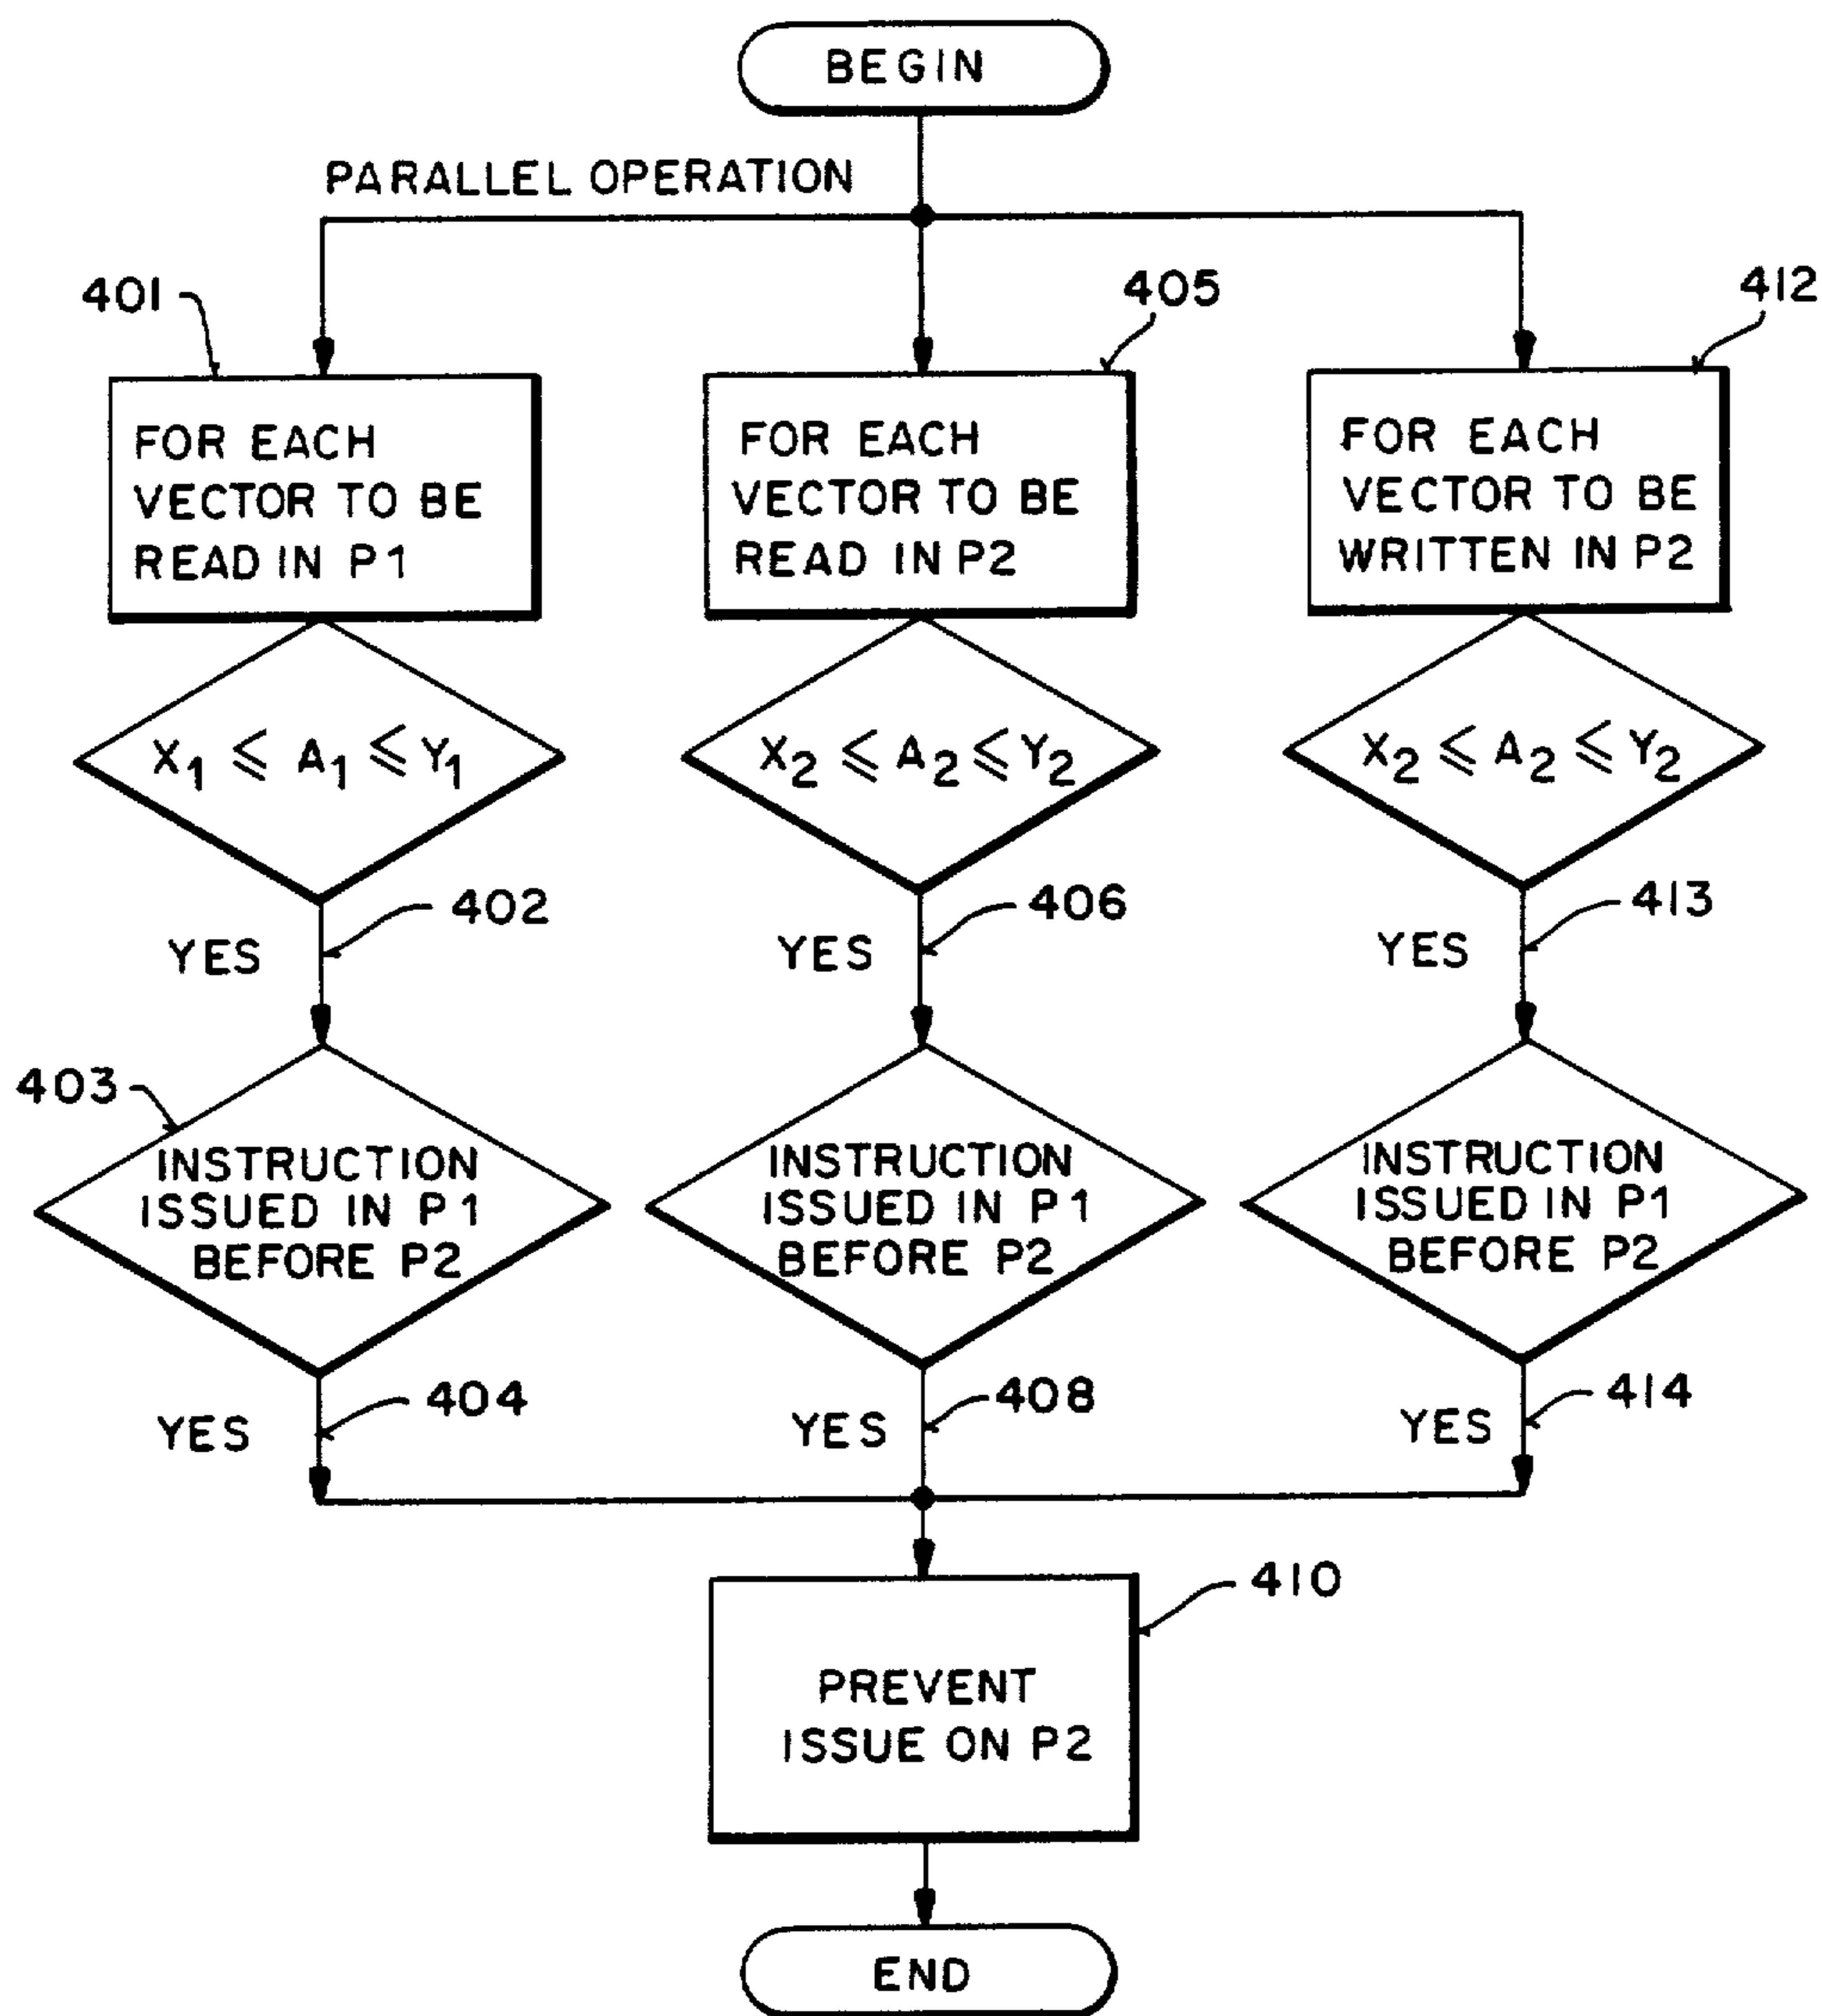 BEGIN
PARALLEL OPERATION
401
405
412
FOR EACH
VECTOR TO BE
READ IN P1
FOR EACH
VECTOR TO BE
READ IN P2
FOR EACH
VECTOR TO BE
WRITTEN IN P2
X₁ ≤ A₁ ≤ Y₁
X₂ ≤ A₂ ≤ Y₂
X₂ ≤ A₂ ≤ Y₂
YES
402
YES
406
YES
413
403
INSTRUCTION
ISSUED IN P1
BEFORE P2
INSTRUCTION
ISSUED IN P1
BEFORE P2
INSTRUCTION
ISSUED IN P1
BEFORE P2
YES
404
YES
408
YES
414
410
PREVENT
ISSUE ON P2
END